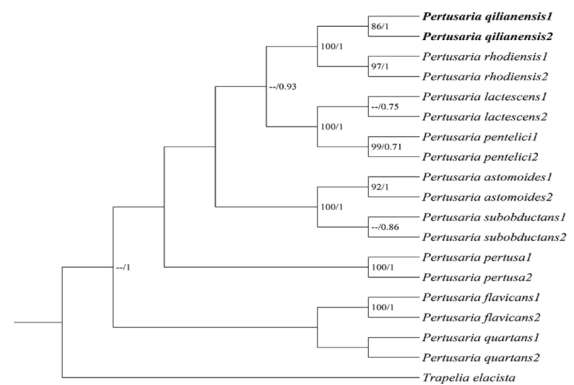 Pertusaria qilianensis1
86/1
Pertusaria qilianensis2
100/1
Pertusaria rhodiensis1
97/1
Pertusaria rhodiensis2
--/0.93
Pertusaria lactescens1
--/0.75
Pertusaria lactescens2
100/1
Pertusaria pentelici1
99/0.71
Pertusaria pentelici2
Pertusaria astomoides1
92/1
Pertusaria astomoides2
100/1
Pertusaria subobductans1
--/0.86
Pertusaria subobductans2
Pertusaria pertusa1
--/1
100/1
Pertusaria pertusa2
Pertusaria flavicans1
100/1
Pertusaria flavicans2
Pertusaria quartans1
Pertusaria quartans2
Trapelia elacista